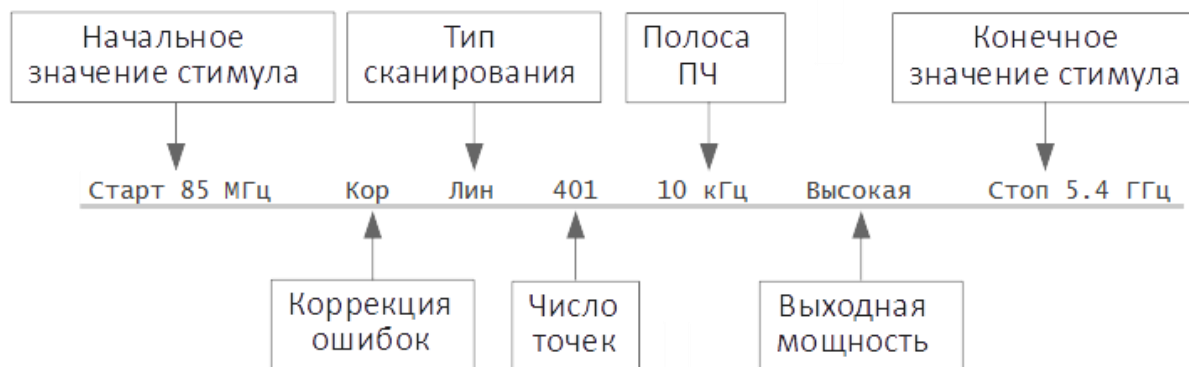 Начальное
значение стимула
Тип
сканирования
Полоса
ПЧ
Конечное
значение стимула
Старт 85 МГц Кор Лин 401 10 кГц Высокая Стоп 5.4 ГГц
Коррекция
ошибок
Число
точек
Выходная
мощность